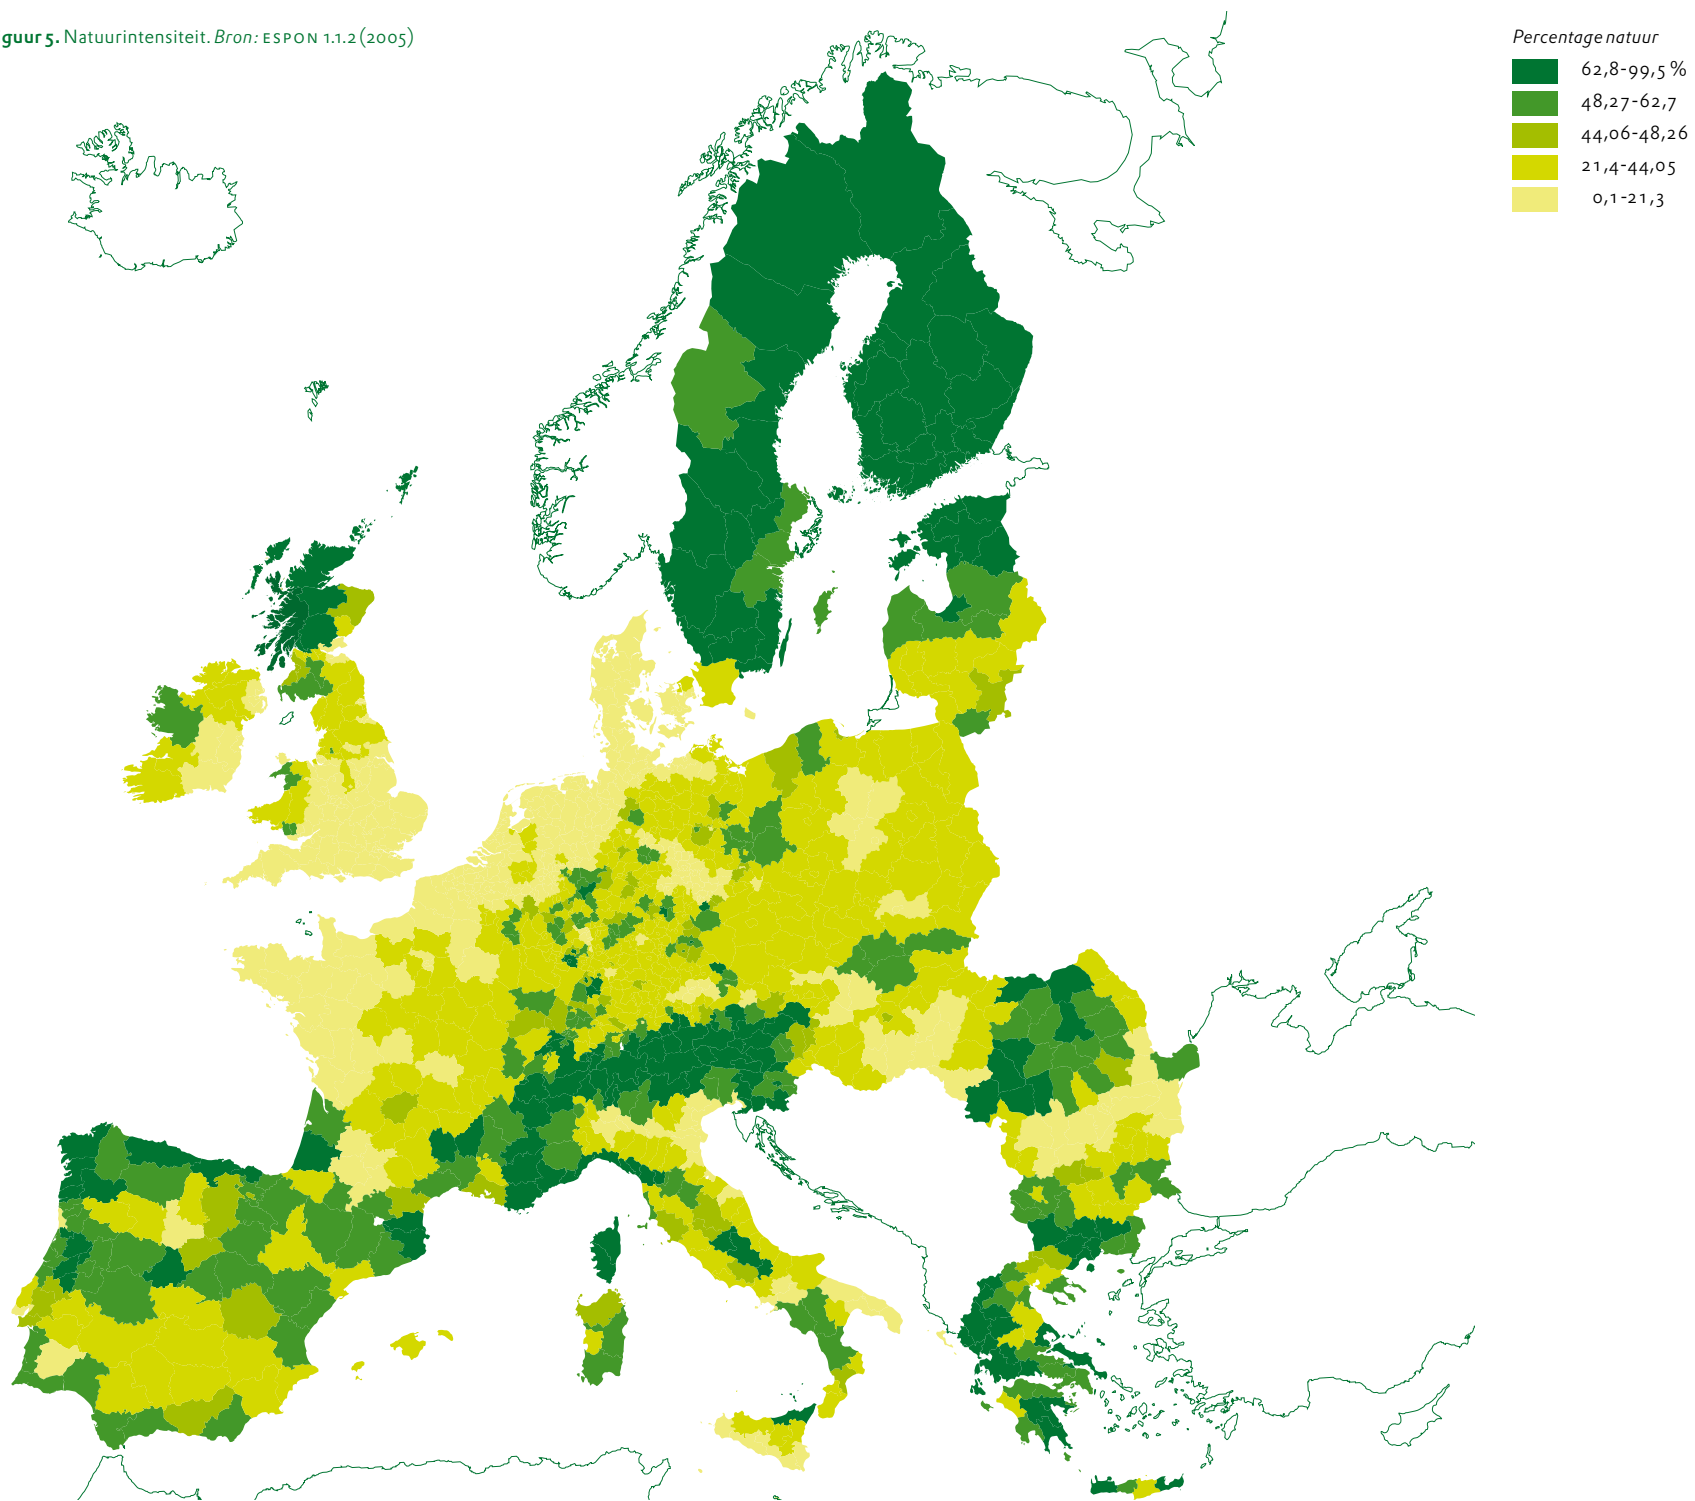 guur 5. Natuurintensiteit. Bron: ESPON 1.1.2 (2005)
Percentage natuur
62,8-99,5 %
48,27-62,7
44,06-48,26
21,4-44,05
0,1-21,3